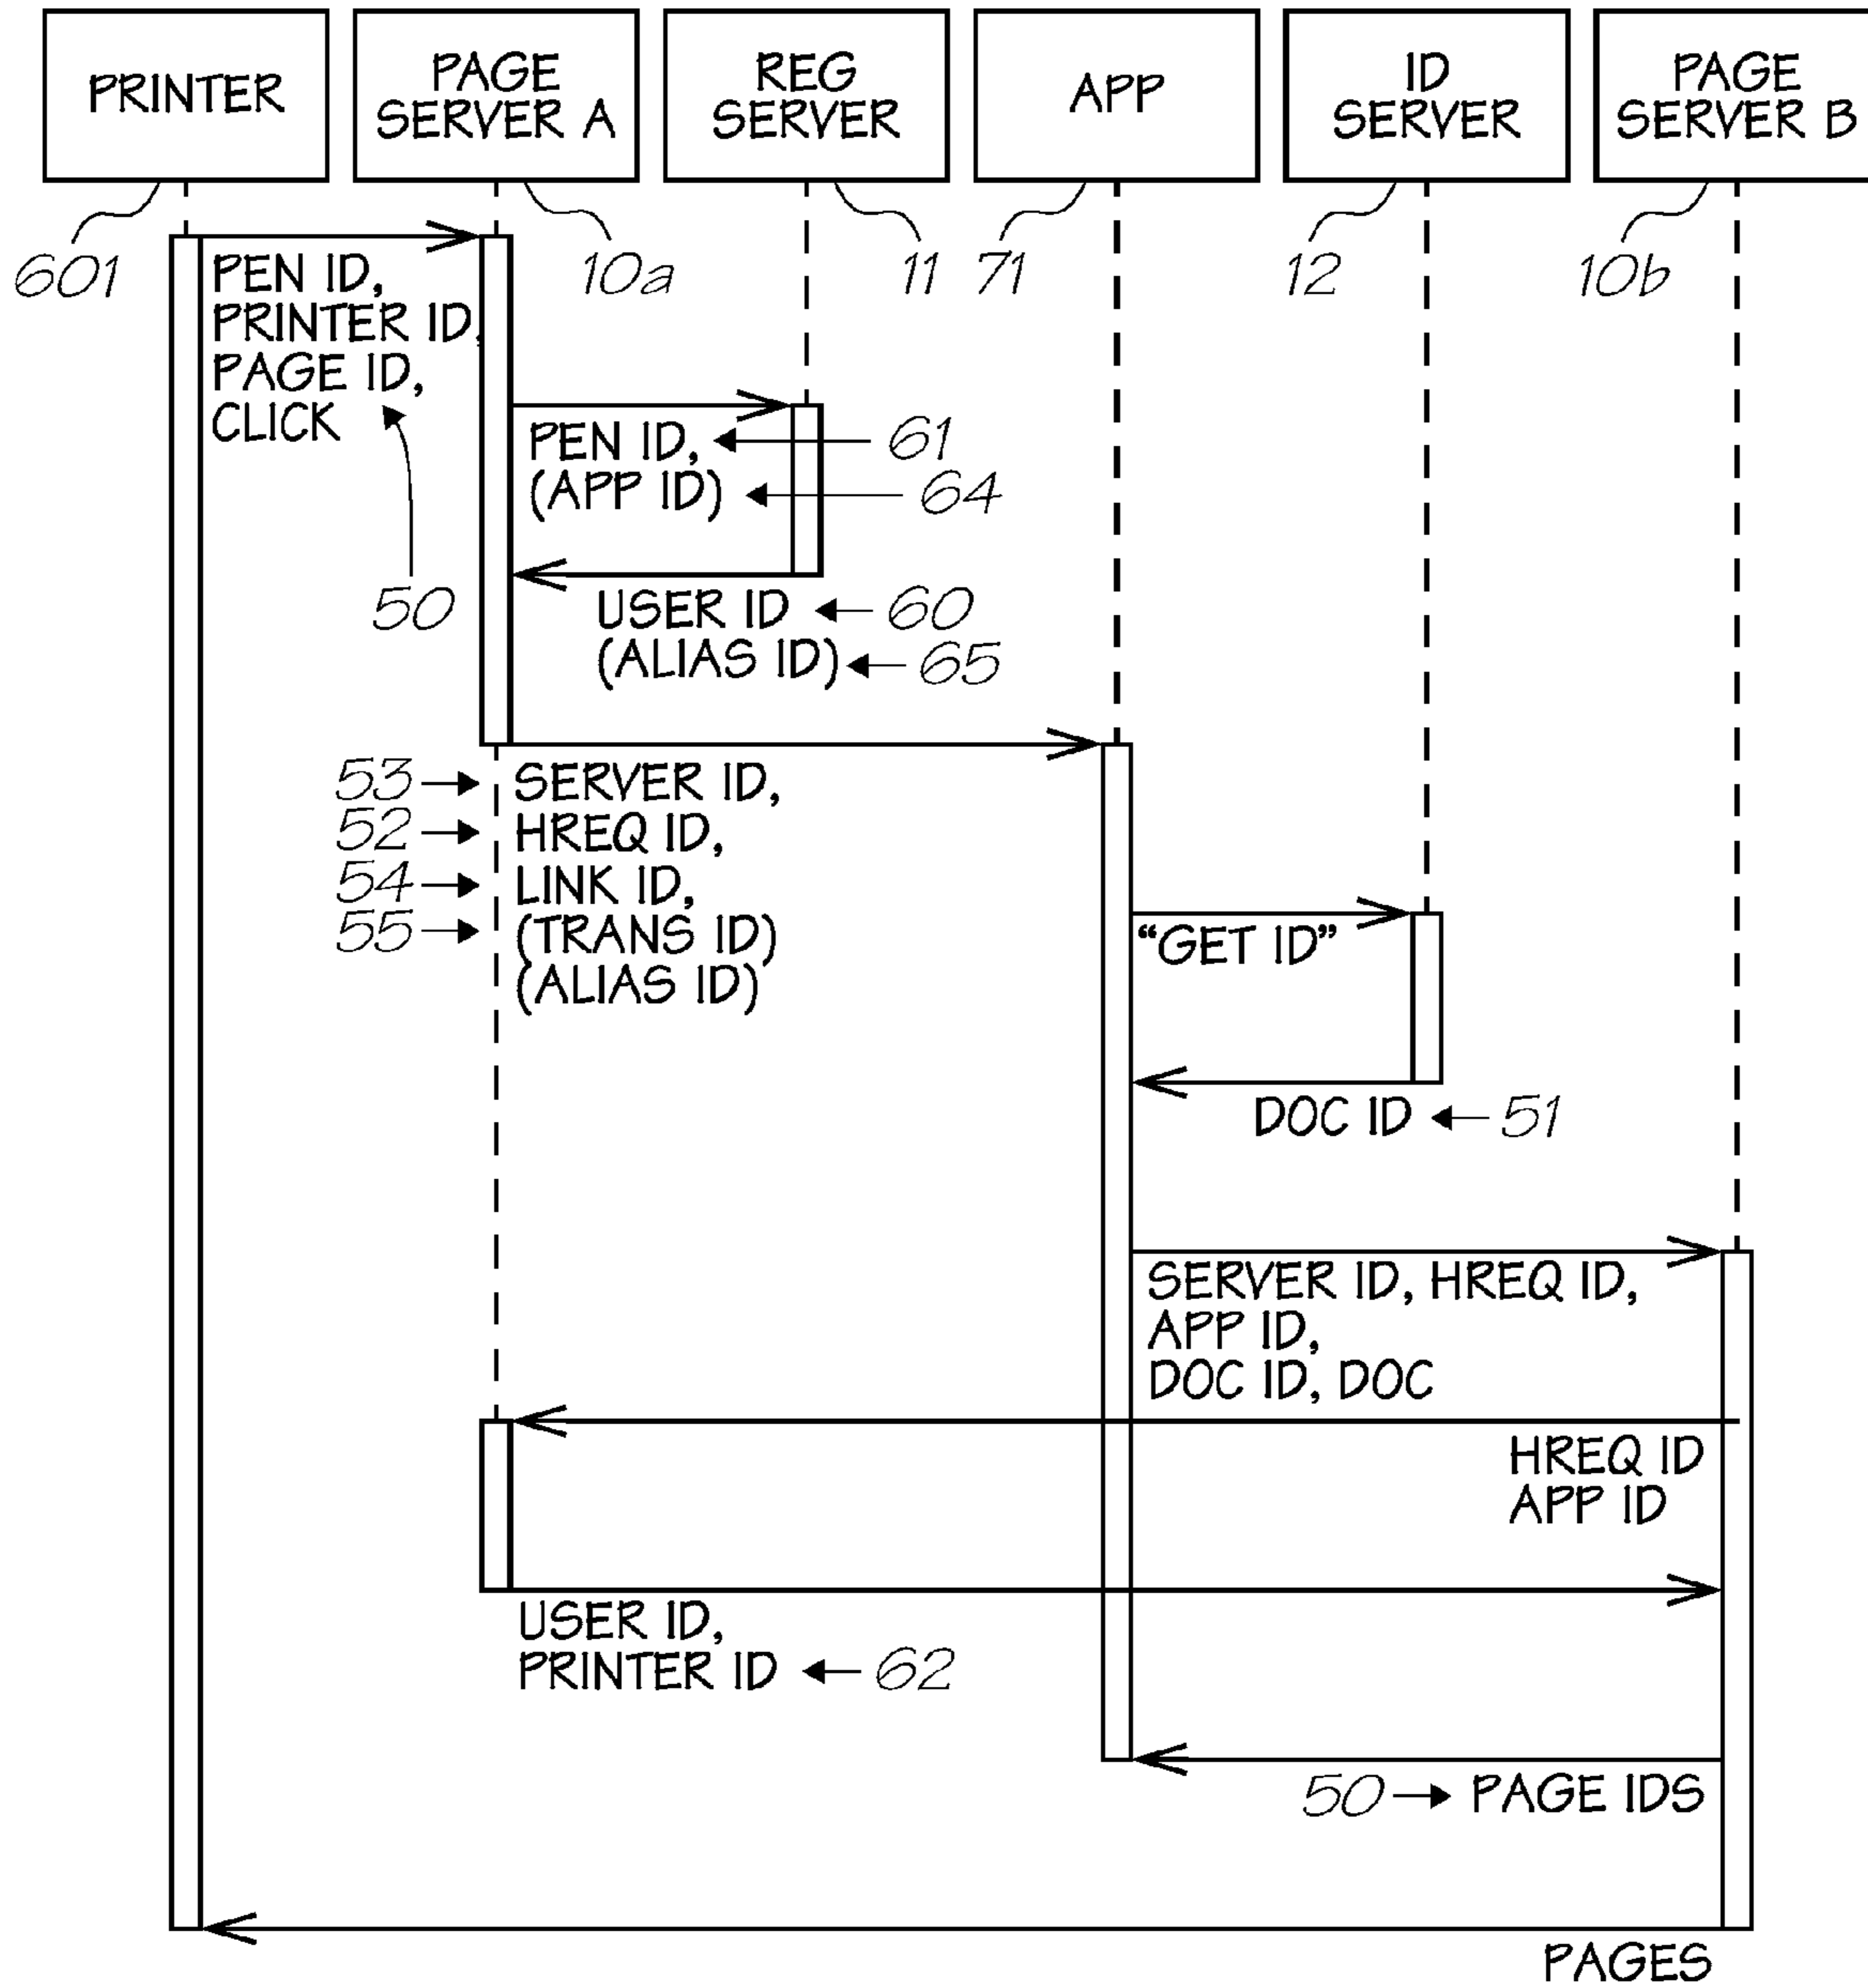 PRINTER
PAGE
SERVER A
REG
SERVER
APP
ID
SERVER
PAGE
SERVER B
601
10a
11
71
12
10b
PEN ID,
PRINTER ID,
PAGE ID,
CLICK
50
PEN ID,
(APP ID)
61
64
USER ID
(ALIAS ID)
60
65
53
52
54
55
SERVER ID,
HREQ ID,
LINK ID,
(TRANS ID)
(ALIAS ID)
“GET ID”
DOC ID
51
SERVER ID, HREQ ID,
APP ID,
DOC ID, DOC
HREQ ID
APP ID
USER ID,
PRINTER ID
62
50
PAGE IDS
PAGES